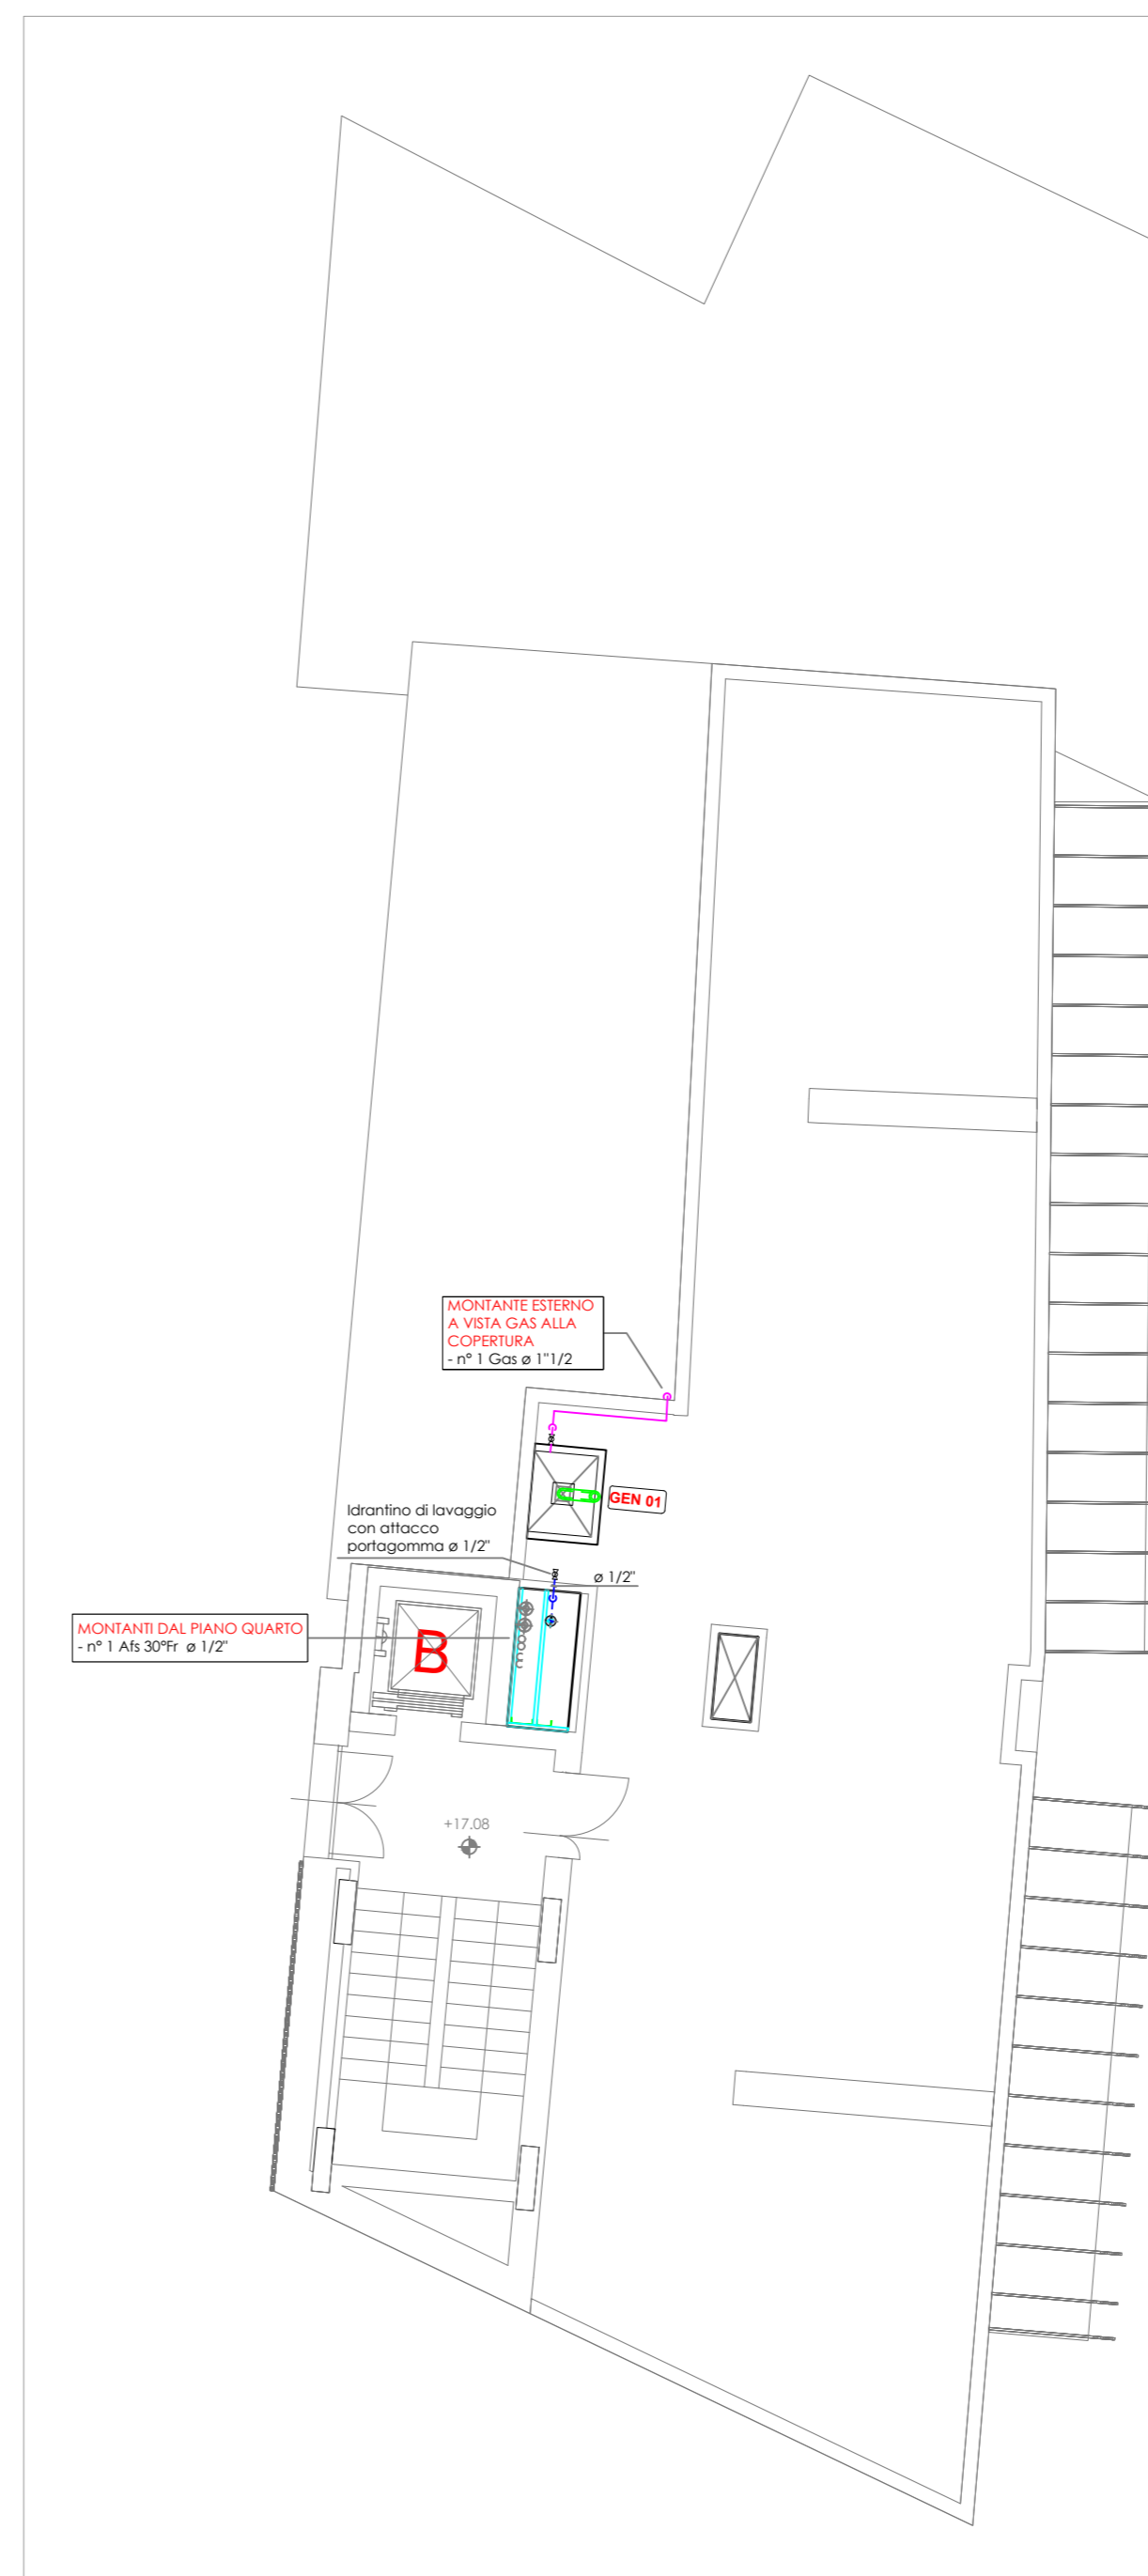 MONTANTE ESTERNO
A VISTA GAS ALLA
COPERTURA
- n° 1 Gas ø 1"1/2
GEN 01
Idrantino di lavaggio
con attacco
portagomma ø 1/2"
ø 1/2"
MONTANTI DAL PIANO QUARTO
- n° 1 Afs 30°Fr ø 1/2"
B
+17.08